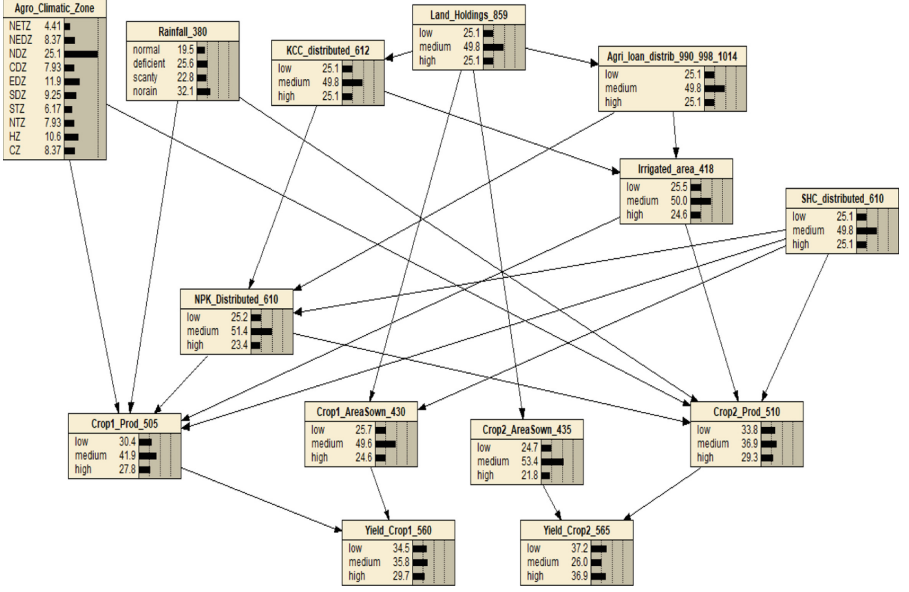 Agro_Climatic_Zone
NETZ 4.41
NEDZ 8.37
NDZ 25.1
CDZ 7.93
EDZ 11.9
SDZ 9.25
STZ 6.17
NTZ 7.93
HZ 10.6
CZ 8.37
Rainfall_380
normal 19.5
deficient 25.6
scanty 22.8
norain 32.1
KCC_distributed_612
low 25.1
medium 49.8
high 25.1
Land_Holdings_859
low 25.1
medium 49.8
high 25.1
Agri_loan_distrib_990_998_1014
low 25.1
medium 49.8
high 25.1
Irrigated_area_418
low 25.5
medium 50.0
high 24.6
SHC_distributed_610
low 25.1
medium 49.8
high 25.1
NPK_Distributed_610
low 25.2
medium 51.4
high 23.4
Crop1_Prod_505
low 30.4
medium 41.9
high 27.8
Crop1_AreaSown_430
low 25.7
medium 49.6
high 24.6
Crop2_AreaSown_435
low 24.7
medium 53.4
high 21.8
Crop2_Prod_510
low 33.8
medium 36.9
high 29.3
Yield_Crop1_560
low 34.5
medium 35.8
high 29.7
Yield_Crop2_565
low 37.2
medium 26.0
high 36.9